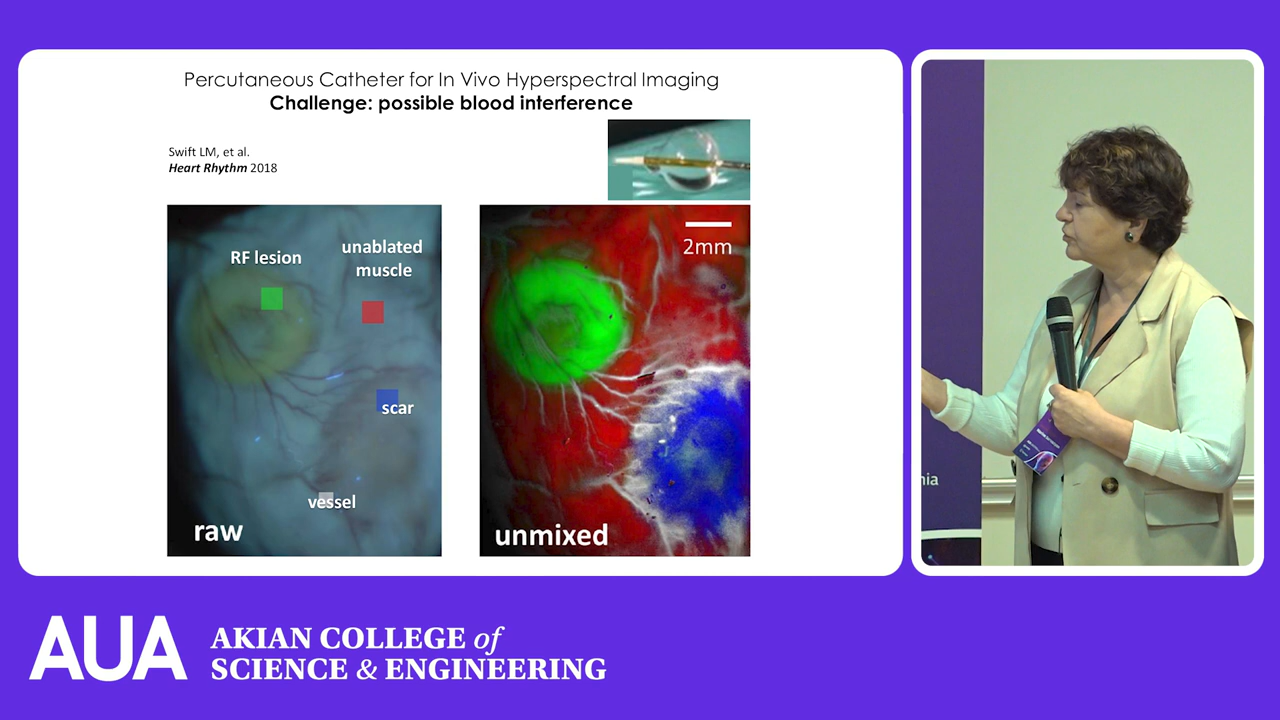 Percutaneous Catheter for In Vivo Hyperspectral Imaging
Challenge: possible blood interference
Swift LM, et al.
Heart Rhythm 2018
RF lesion
unablated
muscle
scar
vessel
raw
2mm
unmixed
nia
AUA
AKIAN COLLEGE of
SCIENCE & ENGINEERING